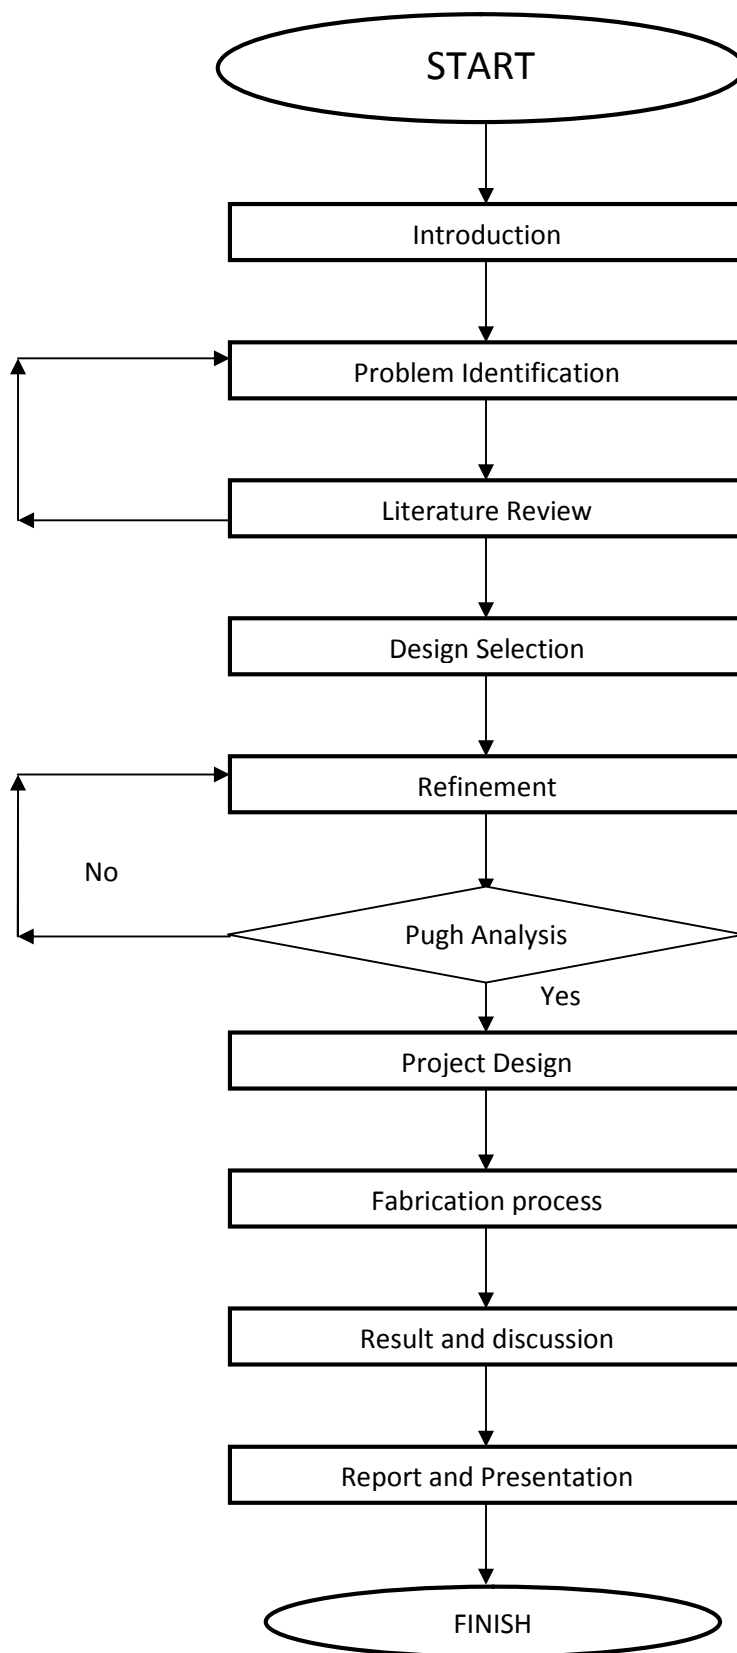 START
Introduction
Problem Identification
Literature Review
Design Selection
Refinement
No
Pugh Analysis
Yes
Project Design
Fabrication process
Result and discussion
Report and Presentation
FINISH